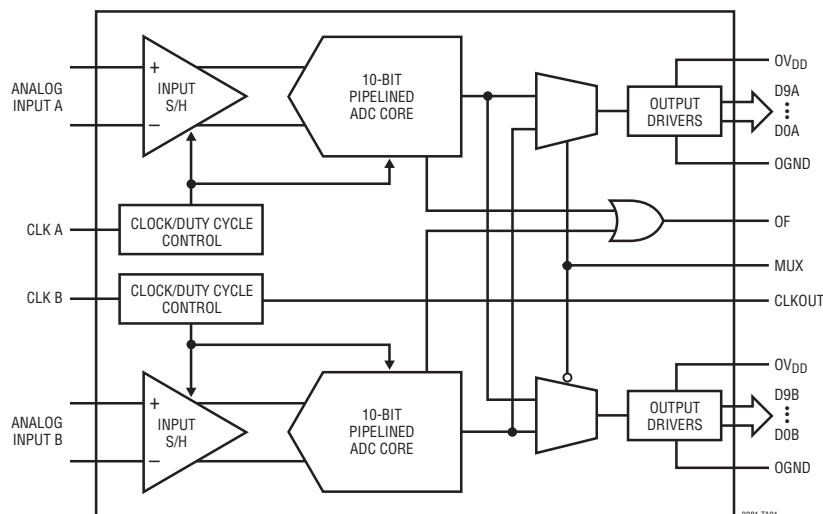 ANALOG
INPUT A
+
−
INPUT
S/H
10-BIT
PIPELINED
ADC CORE
OUTPUT
DRIVERS
OVDD
D9A
D0A
OGND
CLK A
CLOCK/DUTY CYCLE
CONTROL
OF
MUX
CLK B
CLOCK/DUTY CYCLE
CONTROL
CLKOUT
ANALOG
INPUT B
+
−
INPUT
S/H
10-BIT
PIPELINED
ADC CORE
OUTPUT
DRIVERS
OVDD
D9B
D0B
OGND